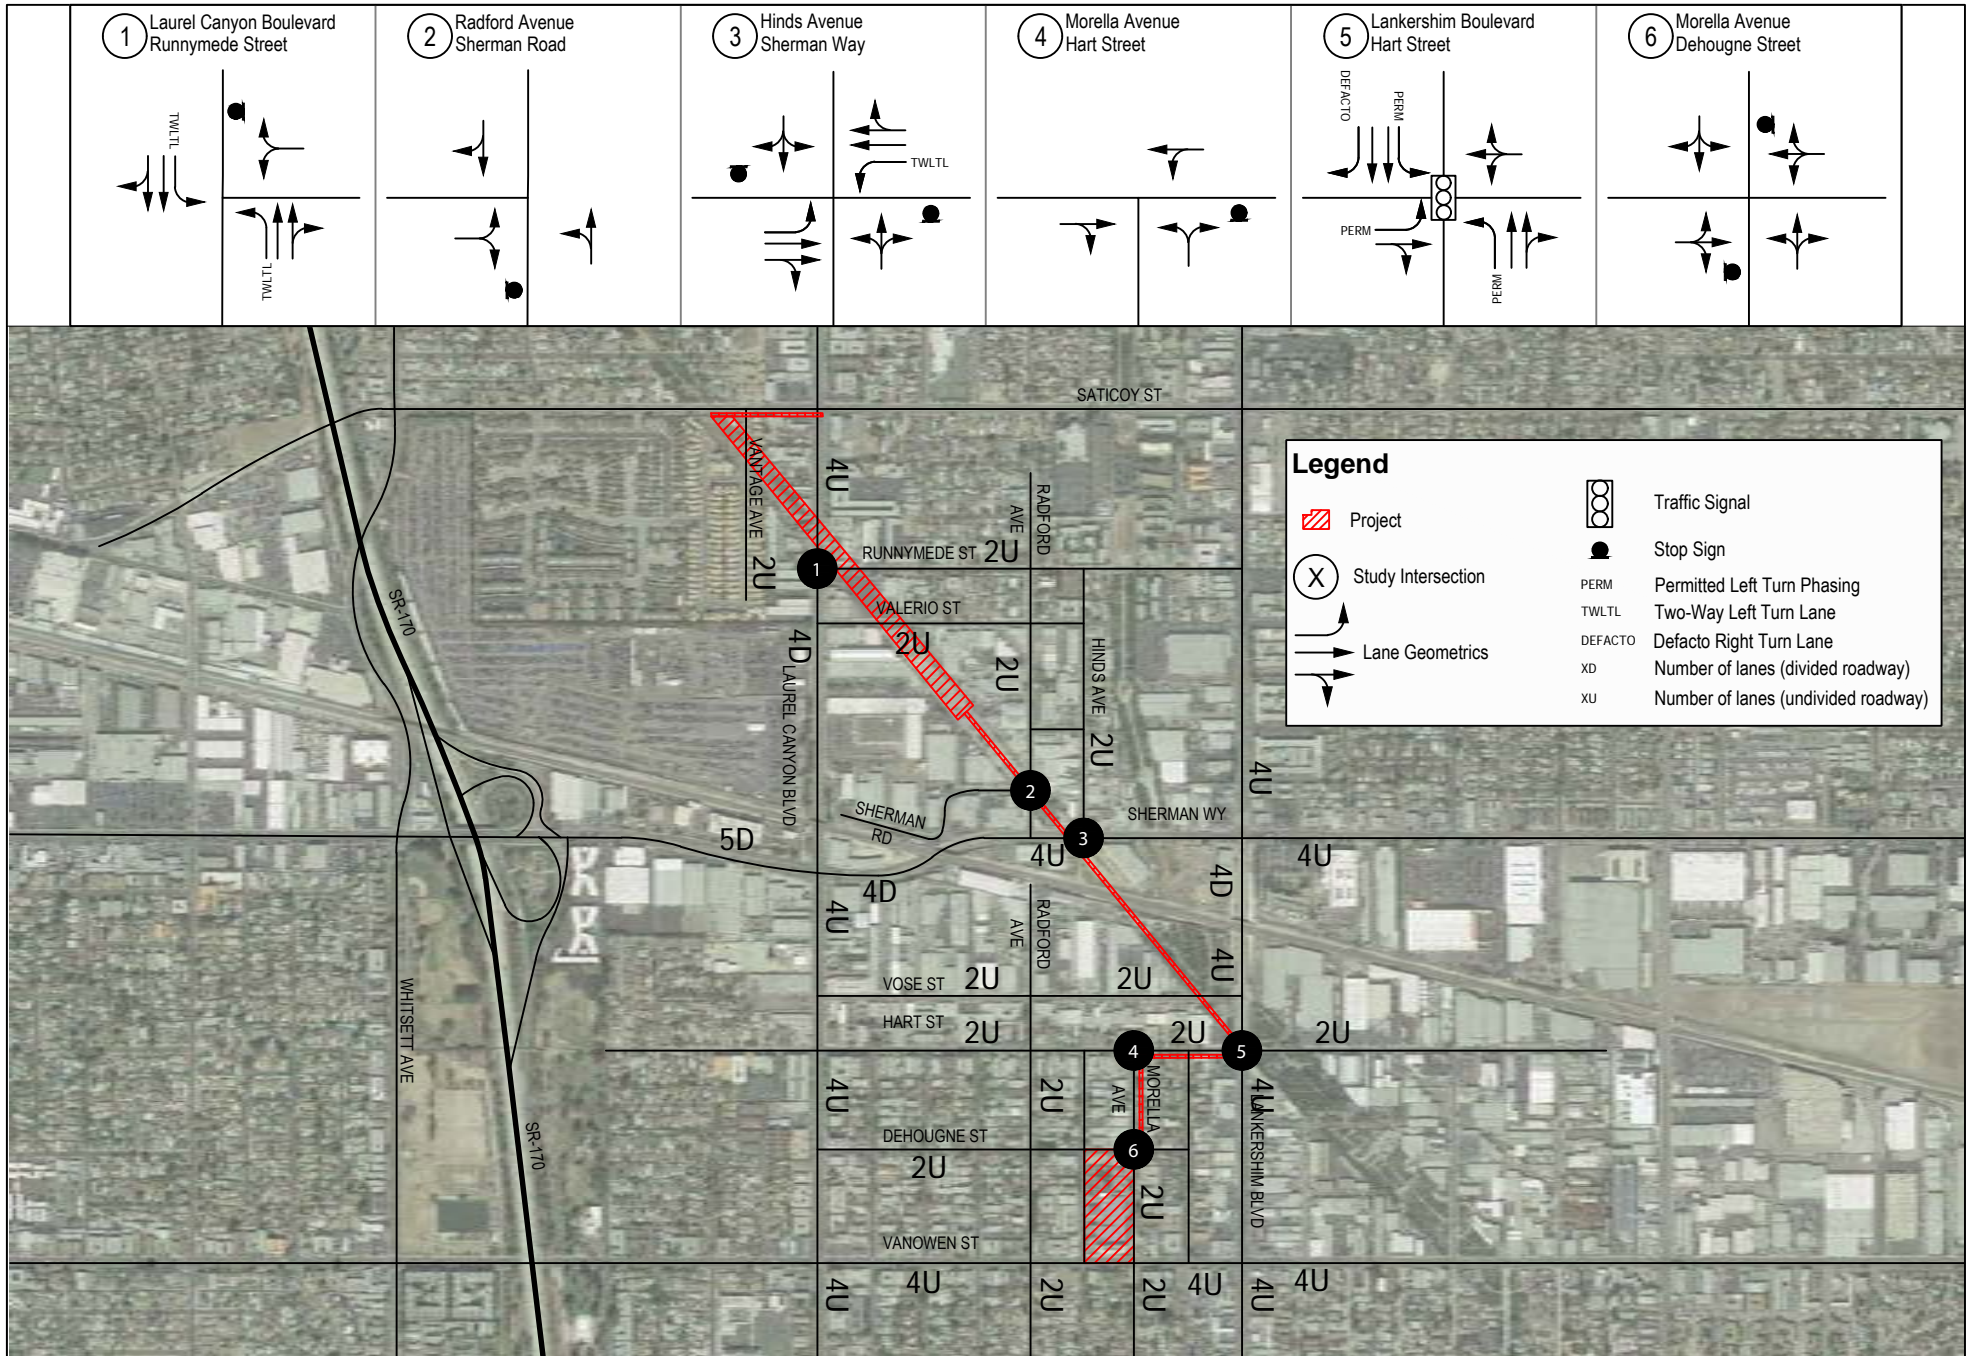 1 Laurel Canyon Boulevard
Runnymede Street
2 Radford Avenue
Sherman Road
3 Hinds Avenue
Sherman Way
4 Morella Avenue
Hart Street
5 Lankershim Boulevard
Hart Street
6 Morella Avenue
Dehougne Street
TWLTL
TWLTL
TWLTL
DEFACTO
PERM
PERM
PERM
SATICOY ST
VANTAGE AVE
2U
4U
RADFORD
AVE
RUNNYMEDE ST 2U
1
VALERIO ST
2U
4D
LAUREL CANYON BLVD
2U
HINDS AVE
2U
SR-170
4U
2
SHERMAN
RD
SHERMAN WY
5D
3
4U
4U
4D
4D
4U
RADFORD
AVE
4U
WHITSETT AVE
VOSE ST 2U
2U
HART ST
2U
2U
2U
4
5
4U
2U
AVE
MORELLA
4U
LANKERSHIM BLVD
SR-170
DEHOUGNE ST
2U
6
2U
VANOWEN ST
4U
4U
2U
2U
4U
4U
4U
Legend
Project
X Study Intersection
Lane Geometrics
Traffic Signal
Stop Sign
PERM Permitted Left Turn Phasing
TWLTL Two-Way Left Turn Lane
DEFACTO Defacto Right Turn Lane
XD Number of lanes (divided roadway)
XU Number of lanes (undivided roadway)